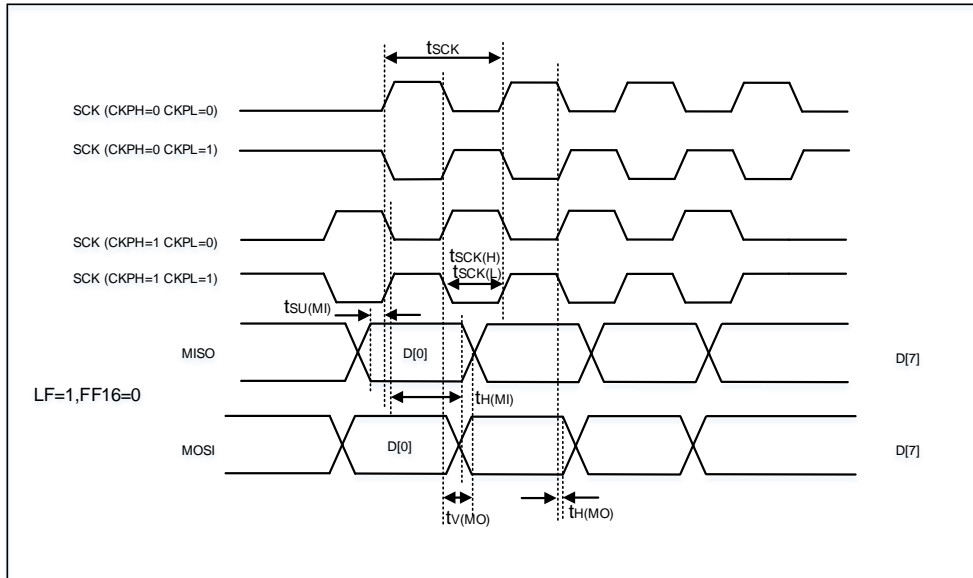 tSCK
SCK (CKPH=0 CKPL=0)
SCK (CKPH=0 CKPL=1)
SCK (CKPH=1 CKPL=0)
tSCK(H)
SCK (CKPH=1 CKPL=1)
tSCK(L)
tSU(MI)
MISO
D[0]
D[7]
LF=1,FF16=0
tH(MI)
MOSI
D[0]
D[7]
tV(MO)
tH(MO)